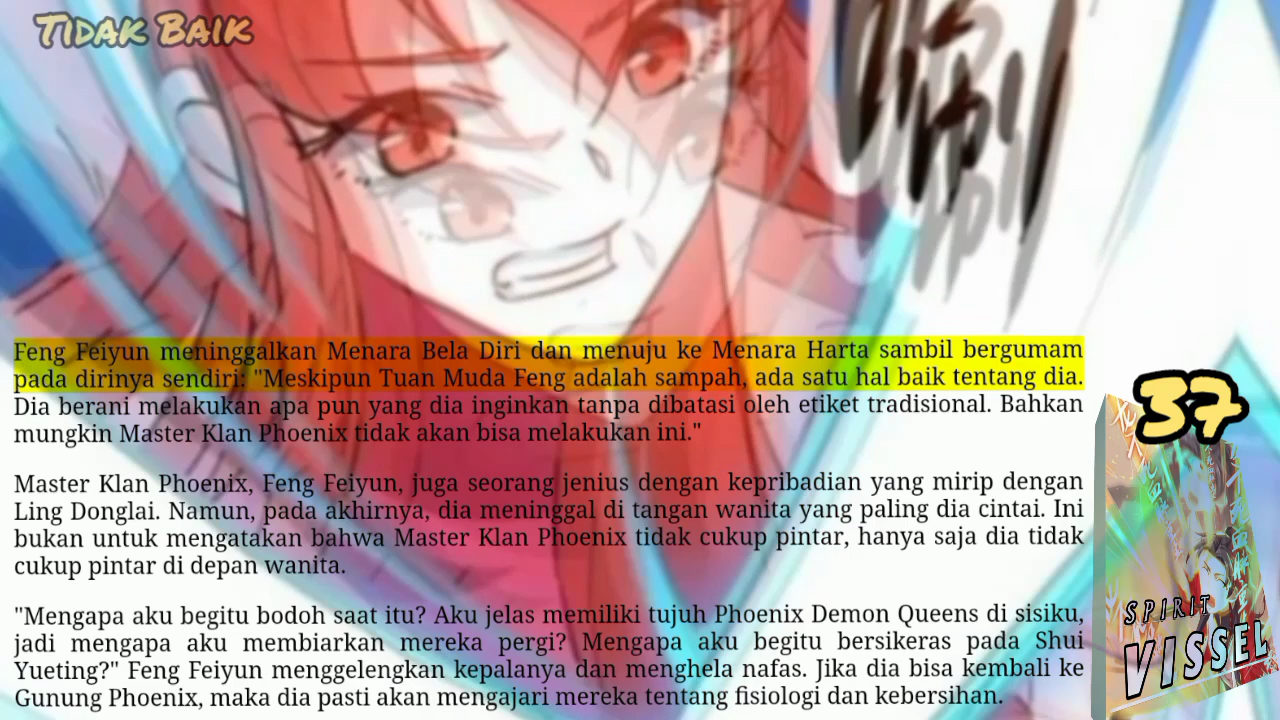 TIDAK BAIK
Feng Feiyun meninggalkan Menara Bela Diri dan menuju ke Menara Harta sambil bergumam
pada dirinya sendiri: "Meskipun Tuan Muda Feng adalah sampah, ada satu hal baik tentang dia.
Dia berani melakukan apa pun yang dia inginkan tanpa dibatasi oleh etiket tradisional. Bahkan
mungkin Master Klan Phoenix tidak akan bisa melakukan ini."
Master Klan Phoenix, Feng Feiyun, juga seorang jenius dengan kepribadian yang mirip dengan
Ling Donglai. Namun, pada akhirnya, dia meninggal di tangan wanita yang paling dia cintai. Ini
bukan untuk mengatakan bahwa Master Klan Phoenix tidak cukup pintar, hanya saja dia tidak
cukup pintar di depan wanita.
"Mengapa aku begitu bodoh saat itu? Aku jelas memiliki tujuh Phoenix Demon Queens di sisiku,
jadi mengapa aku membiarkan mereka pergi? Mengapa aku begitu bersikeras pada Shui
Yueting?" Feng Feiyun menggelengkan kepalanya dan menghela nafas. Jika dia bisa kembali ke
Gunung Phoenix, maka dia pasti akan mengajari mereka tentang fisiologi dan kebersihan.
37
SPIRIT
VISSEL